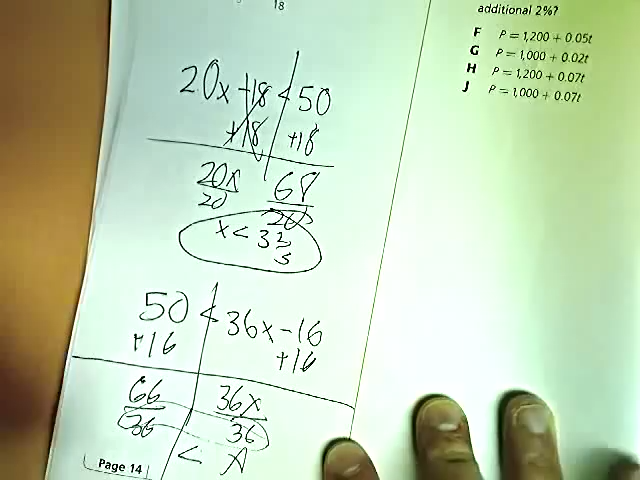 18
20x -18 < 50
+18 +18
20x 68
20 20
x < 3 2/5
50 < 36x - 16
+16 +16
66 36x
36 36
< x
Page 14
additional 2%?
F P = 1,200 + 0.05t
G P = 1,000 + 0.02t
H P = 1,200 + 0.07t
J P = 1,000 + 0.07t